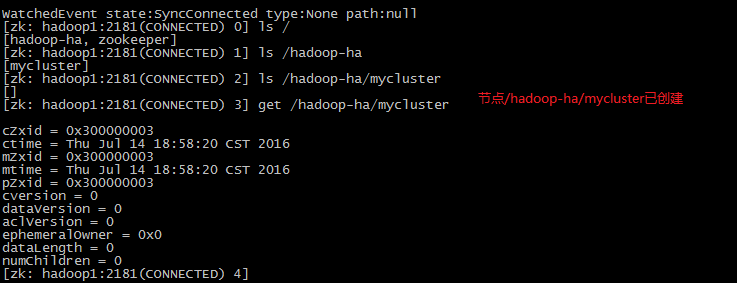 WatchedEvent state:SyncConnected type:None path:null
[zk: hadoop1:2181(CONNECTED) 0] ls /
[hadoop-ha, zookeeper]
[zk: hadoop1:2181(CONNECTED) 1] ls /hadoop-ha
[mycluster]
[zk: hadoop1:2181(CONNECTED) 2] ls /hadoop-ha/mycluster
[]
[zk: hadoop1:2181(CONNECTED) 3] get /hadoop-ha/mycluster
节点/hadoop-ha/mycluster已创建
cZxid = 0x300000003
ctime = Thu Jul 14 18:58:20 CST 2016
mZxid = 0x300000003
mtime = Thu Jul 14 18:58:20 CST 2016
pZxid = 0x300000003
cversion = 0
dataVersion = 0
aclVersion = 0
ephemeralOwner = 0x0
dataLength = 0
numChildren = 0
[zk: hadoop1:2181(CONNECTED) 4]